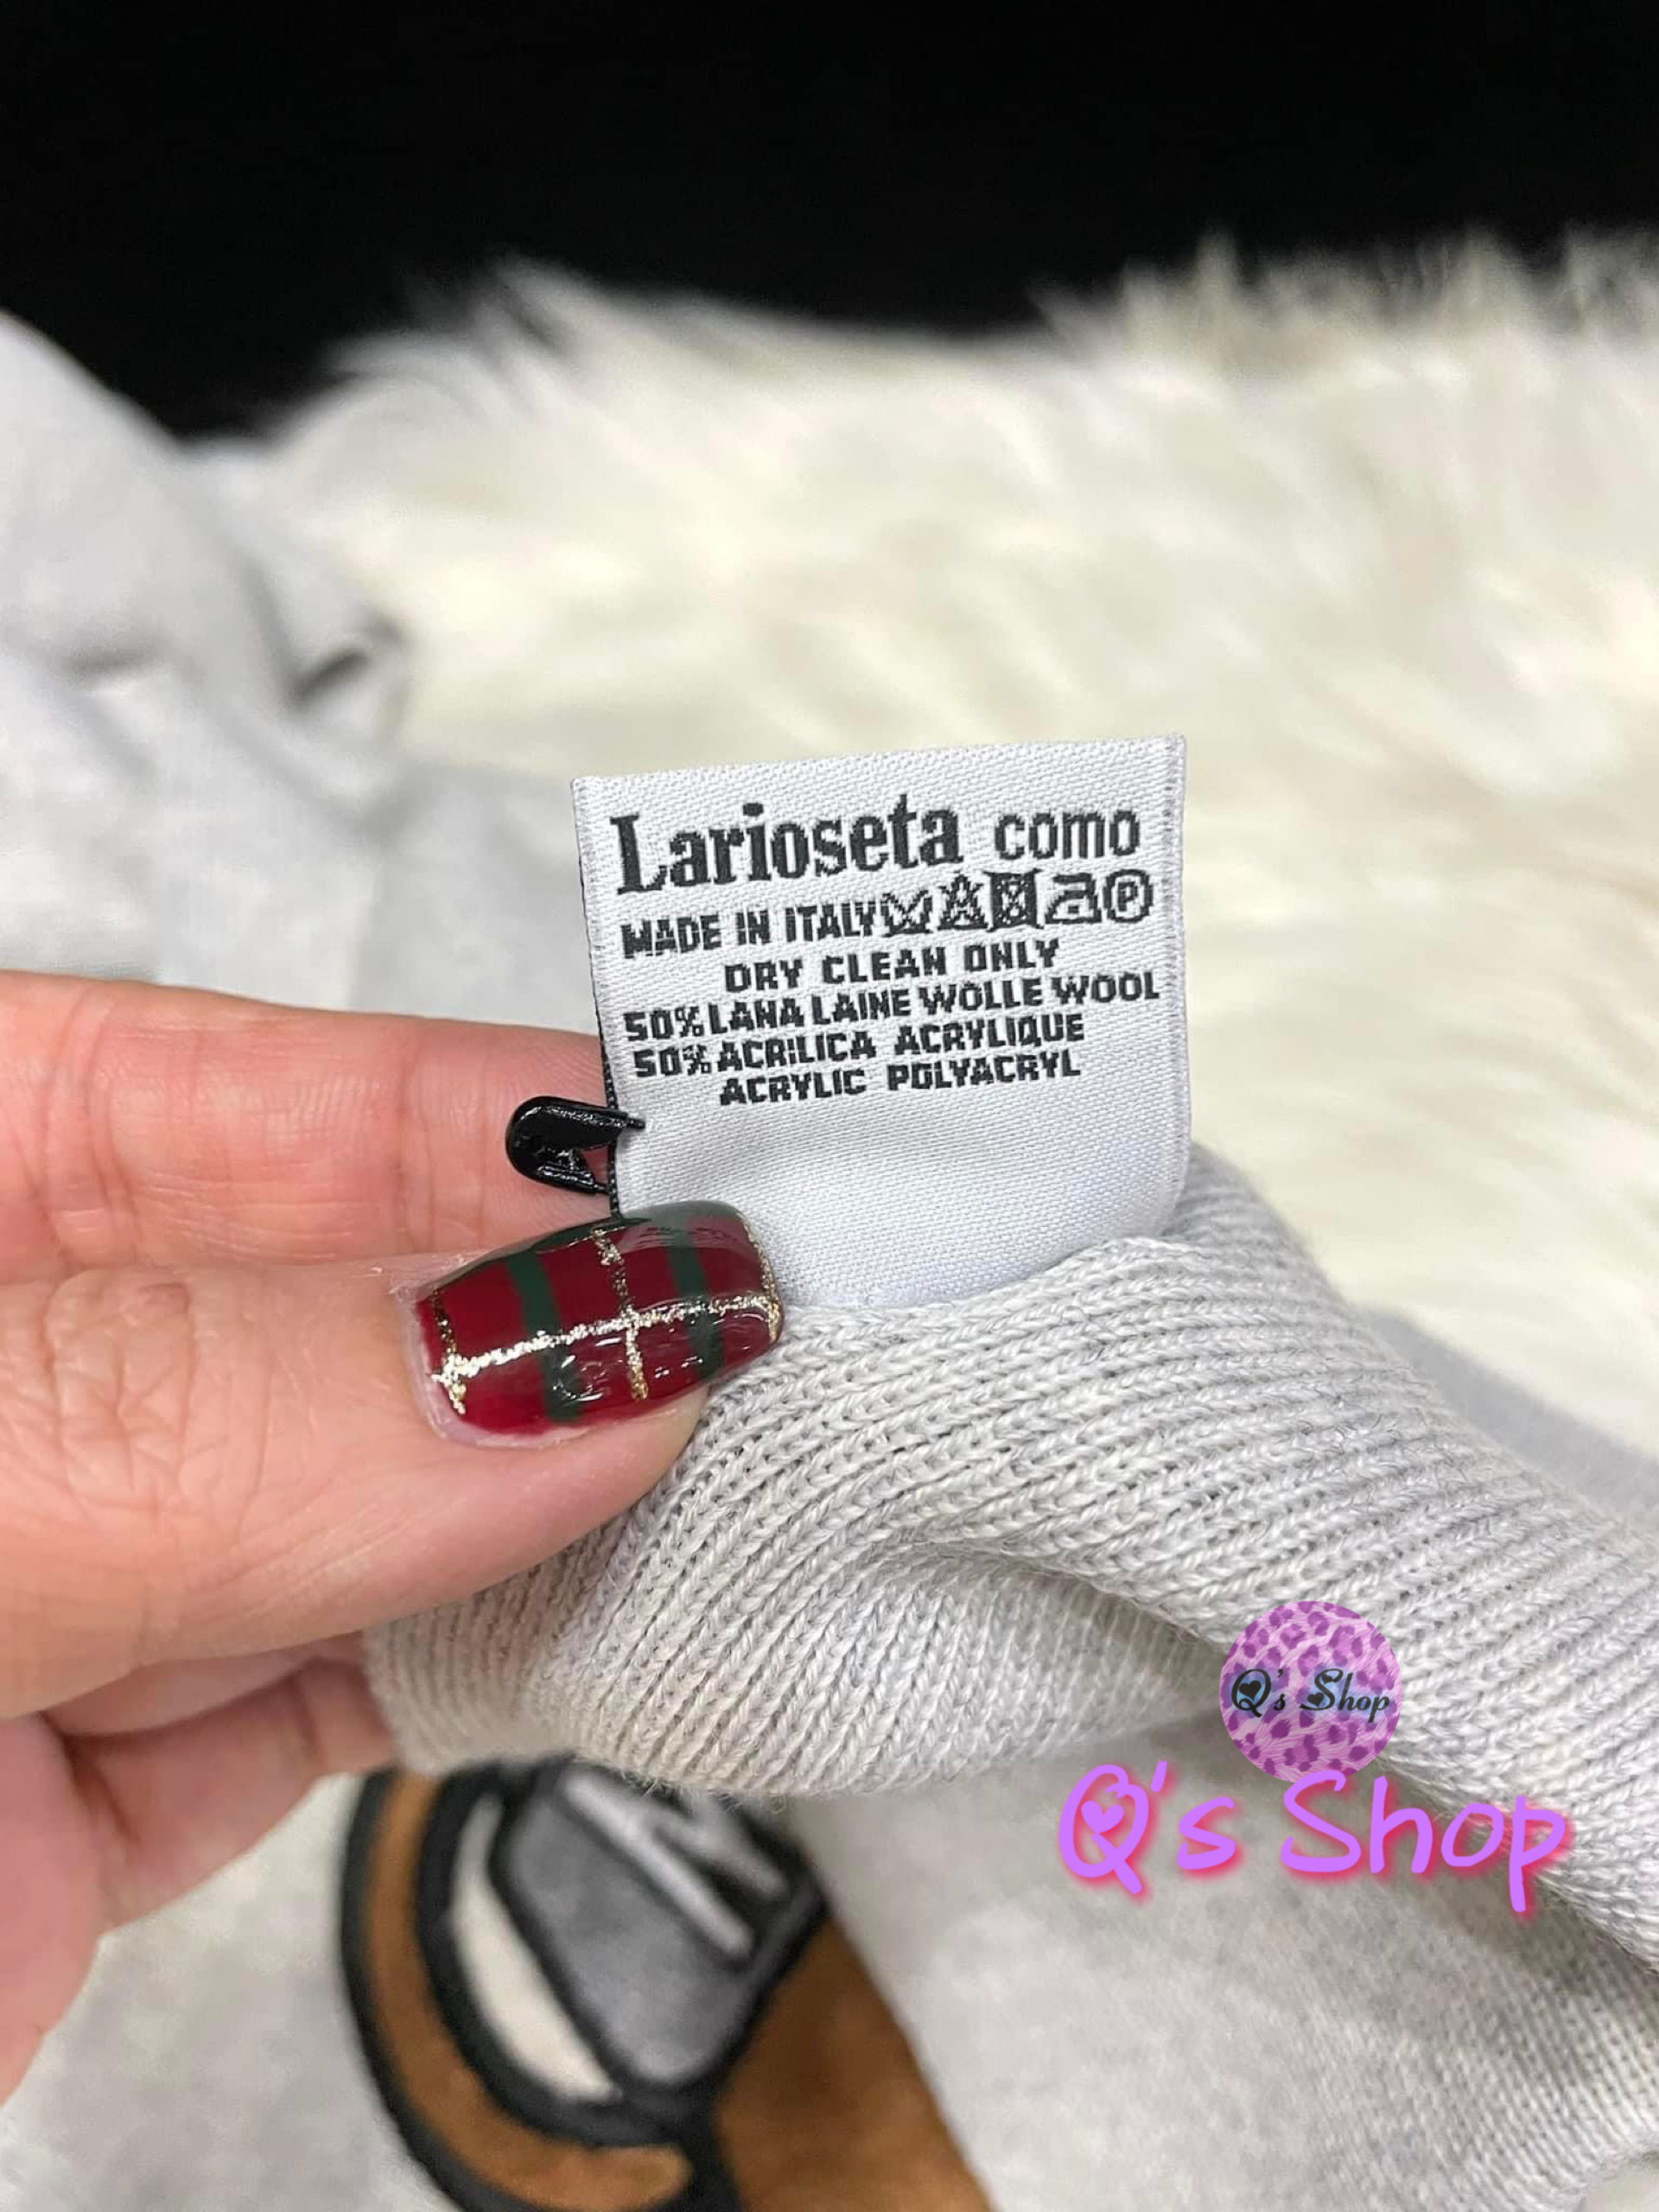 Larioseta como
MADE IN ITALY P
DRY CLEAN ONLY
50% LANA LAINE WOLLE WOOL
50% ACRILICA ACRYLIQUE
ACRYLIC POLYACRYL
Q's Shop
Q's Shop